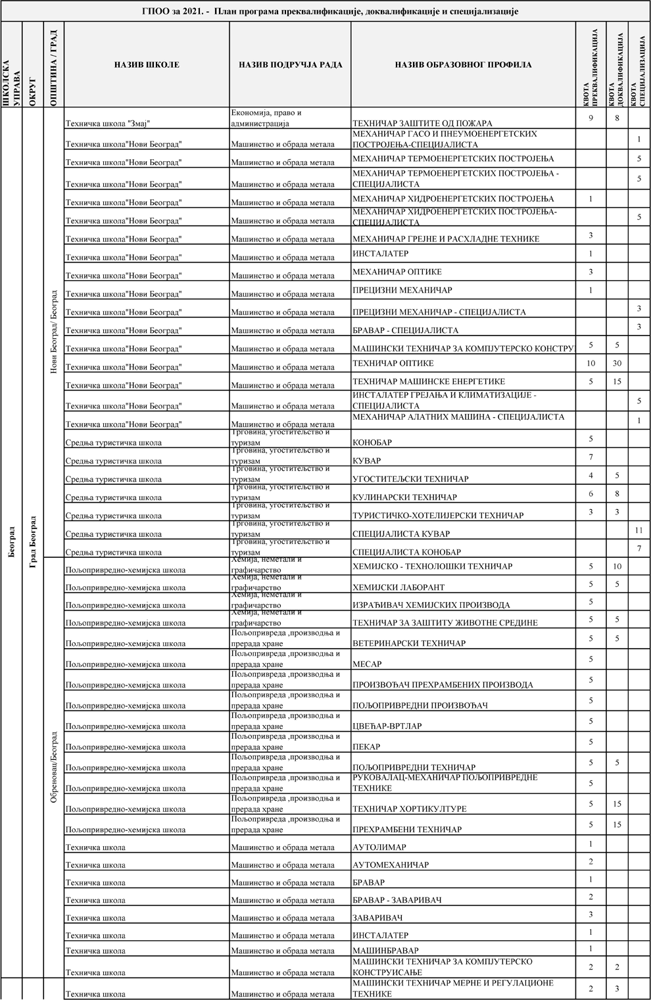 ГПОО за 2021. - План програма преквалификације, доквалификације и специјализације
ШКОЛСКА УПРАВА
ОКРУГ
ОПШТИНА / ГРАД
НАЗИВ ШКОЛЕ
НАЗИВ ПОДРУЧЈА РАДА
НАЗИВ ОБРАЗОВНОГ ПРОФИЛА
КВОТА ПРЕКВАЛИФИКАЦИЈА
КВОТА ДОКВАЛИФИКАЦИЈА
КВОТА СПЕЦИЈАЛИЗАЦИЈА
Београд
Град Београд
Нови Београд/ Београд
Техничка школа "Змај" Економија, право и администрација ТЕХНИЧАР ЗАШТИТЕ ОД ПОЖАРА 9 8
Техничка школа"Нови Београд" Машинство и обрада метала МЕХАНИЧАР ГАСО И ПНЕУМОЕНЕРГЕТСКИХ ПОСТРОЈЕЊА-СПЕЦИЈАЛИСТА 1
Техничка школа"Нови Београд" Машинство и обрада метала МЕХАНИЧАР ТЕРМОЕНЕРГЕТСКИХ ПОСТРОЈЕЊА 5
Техничка школа"Нови Београд" Машинство и обрада метала МЕХАНИЧАР ТЕРМОЕНЕРГЕТСКИХ ПОСТРОЈЕЊА - СПЕЦИЈАЛИСТА 5
Техничка школа"Нови Београд" Машинство и обрада метала МЕХАНИЧАР ХИДРОЕНЕРГЕТСКИХ ПОСТРОЈЕЊА 1
Техничка школа"Нови Београд" Машинство и обрада метала МЕХАНИЧАР ХИДРОЕНЕРГЕТСКИХ ПОСТРОЈЕЊА-СПЕЦИЈАЛИСТА 5
Техничка школа"Нови Београд" Машинство и обрада метала МЕХАНИЧАР ГРЕЈНЕ И РАСХЛАДНЕ ТЕХНИКЕ 3
Техничка школа"Нови Београд" Машинство и обрада метала ИНСТАЛАТЕР 1
Техничка школа"Нови Београд" Машинство и обрада метала МЕХАНИЧАР ОПТИКЕ 3
Техничка школа"Нови Београд" Машинство и обрада метала ПРЕЦИЗНИ МЕХАНИЧАР 1
Техничка школа"Нови Београд" Машинство и обрада метала ПРЕЦИЗНИ МЕХАНИЧАР - СПЕЦИЈАЛИСТА 3
Техничка школа"Нови Београд" Машинство и обрада метала БРАВАР - СПЕЦИЈАЛИСТА 3
Техничка школа"Нови Београд" Машинство и обрада метала МАШИНСКИ ТЕХНИЧАР ЗА КОМПЈУТЕРСКО КОНСТРУ 5 5
Техничка школа"Нови Београд" Машинство и обрада метала ТЕХНИЧАР ОПТИКЕ 10 30
Техничка школа"Нови Београд" Машинство и обрада метала ТЕХНИЧАР МАШИНСКЕ ЕНЕРГЕТИКЕ 5 15
Техничка школа"Нови Београд" Машинство и обрада метала ИНСТАЛАТЕР ГРЕЈАЊА И КЛИМАТИЗАЦИЈЕ - СПЕЦИЈАЛИСТА 5
Техничка школа"Нови Београд" Машинство и обрада метала МЕХАНИЧАР АЛАТНИХ МАШИНА - СПЕЦИЈАЛИСТА 1
Средња туристичка школа Трговина, угоститељство и туризам КОНОБАР 5
Средња туристичка школа Трговина, угоститељство и туризам КУВАР 7
Средња туристичка школа Трговина, угоститељство и туризам УГОСТИТЕЉСКИ ТЕХНИЧАР 4 5
Средња туристичка школа Трговина, угоститељство и туризам КУЛИНАРСКИ ТЕХНИЧАР 6 8
Средња туристичка школа Трговина, угоститељство и туризам ТУРИСТИЧКО-ХОТЕЛИЈЕРСКИ ТЕХНИЧАР 3 3
Средња туристичка школа Трговина, угоститељство и туризам СПЕЦИЈАЛИСТА КУВАР 11
Средња туристичка школа Трговина, угоститељство и туризам СПЕЦИЈАЛИСТА КОНОБАР 7
Обреновац/Београд
Пољопривредно-хемијска школа Хемија, неметали и графичарство ХЕМИЈСКО - ТЕХНОЛОШКИ ТЕХНИЧАР 5 10
Пољопривредно-хемијска школа Хемија, неметали и графичарство ХЕМИЈСКИ ЛАБОРАНТ 5 5
Пољопривредно-хемијска школа Хемија, неметали и графичарство ИЗРАЂИВАЧ ХЕМИЈСКИХ ПРОИЗВОДА 5
Пољопривредно-хемијска школа Хемија, неметали и графичарство ТЕХНИЧАР ЗА ЗАШТИТУ ЖИВОТНЕ СРЕДИНЕ 5 5
Пољопривредно-хемијска школа Пољопривреда ,производња и прерада хране ВЕТЕРИНАРСКИ ТЕХНИЧАР 5 5
Пољопривредно-хемијска школа Пољопривреда ,производња и прерада хране МЕСАР 5
Пољопривредно-хемијска школа Пољопривреда ,производња и прерада хране ПРОИЗВОЂАЧ ПРЕХРАМБЕНИХ ПРОИЗВОДА 5
Пољопривредно-хемијска школа Пољопривреда ,производња и прерада хране ПОЉОПРИВРЕДНИ ПРОИЗВОЂАЧ 5
Пољопривредно-хемијска школа Пољопривреда ,производња и прерада хране ЦВЕЋАР-ВРТЛАР 5
Пољопривредно-хемијска школа Пољопривреда ,производња и прерада хране ПЕКАР 5
Пољопривредно-хемијска школа Пољопривреда ,производња и прерада хране ПОЉОПРИВРЕДНИ ТЕХНИЧАР 5 5
Пољопривредно-хемијска школа Пољопривреда ,производња и прерада хране РУКОВАЛАЦ-МЕХАНИЧАР ПОЉОПРИВРЕДНЕ ТЕХНИКЕ 5
Пољопривредно-хемијска школа Пољопривреда ,производња и прерада хране ТЕХНИЧАР ХОРТИКУЛТУРЕ 5 15
Пољопривредно-хемијска школа Пољопривреда ,производња и прерада хране ПРЕХРАМБЕНИ ТЕХНИЧАР 5 15
Техничка школа Машинство и обрада метала АУТОЛИМАР 1
Техничка школа Машинство и обрада метала АУТОМЕХАНИЧАР 2
Техничка школа Машинство и обрада метала БРАВАР 1
Техничка школа Машинство и обрада метала БРАВАР - ЗАВАРИВАЧ 2
Техничка школа Машинство и обрада метала ЗАВАРИВАЧ 3
Техничка школа Машинство и обрада метала ИНСТАЛАТЕР 1
Техничка школа Машинство и обрада метала МАШИНБРАВАР 1
Техничка школа Машинство и обрада метала МАШИНСКИ ТЕХНИЧАР ЗА КОМПЈУТЕРСКО КОНСТРУИСАЊЕ 2 2
Техничка школа Машинство и обрада метала МАШИНСКИ ТЕХНИЧАР МЕРНЕ И РЕГУЛАЦИОНЕ ТЕХНИКЕ 2 3